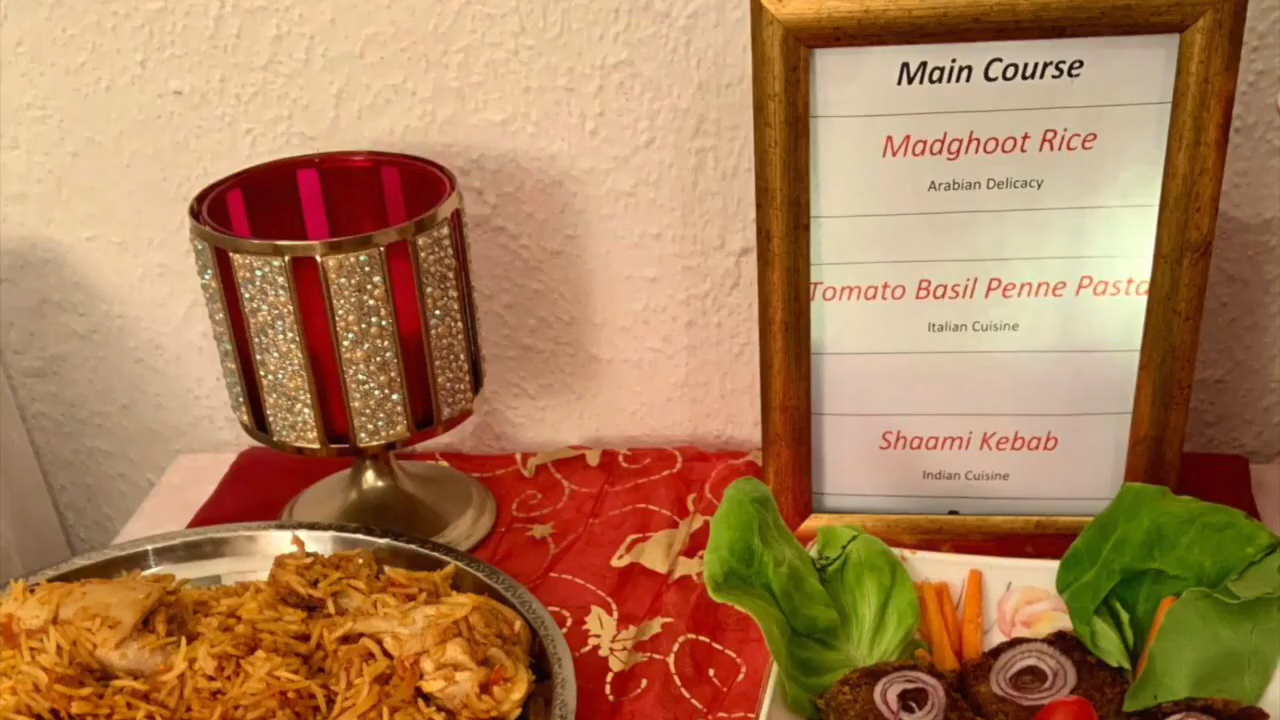 Main Course
Madghoot Rice
Arabian Delicacy
Tomato Basil Penne Pasta
Italian Cuisine
Shaami Kebab
Indian Cuisine